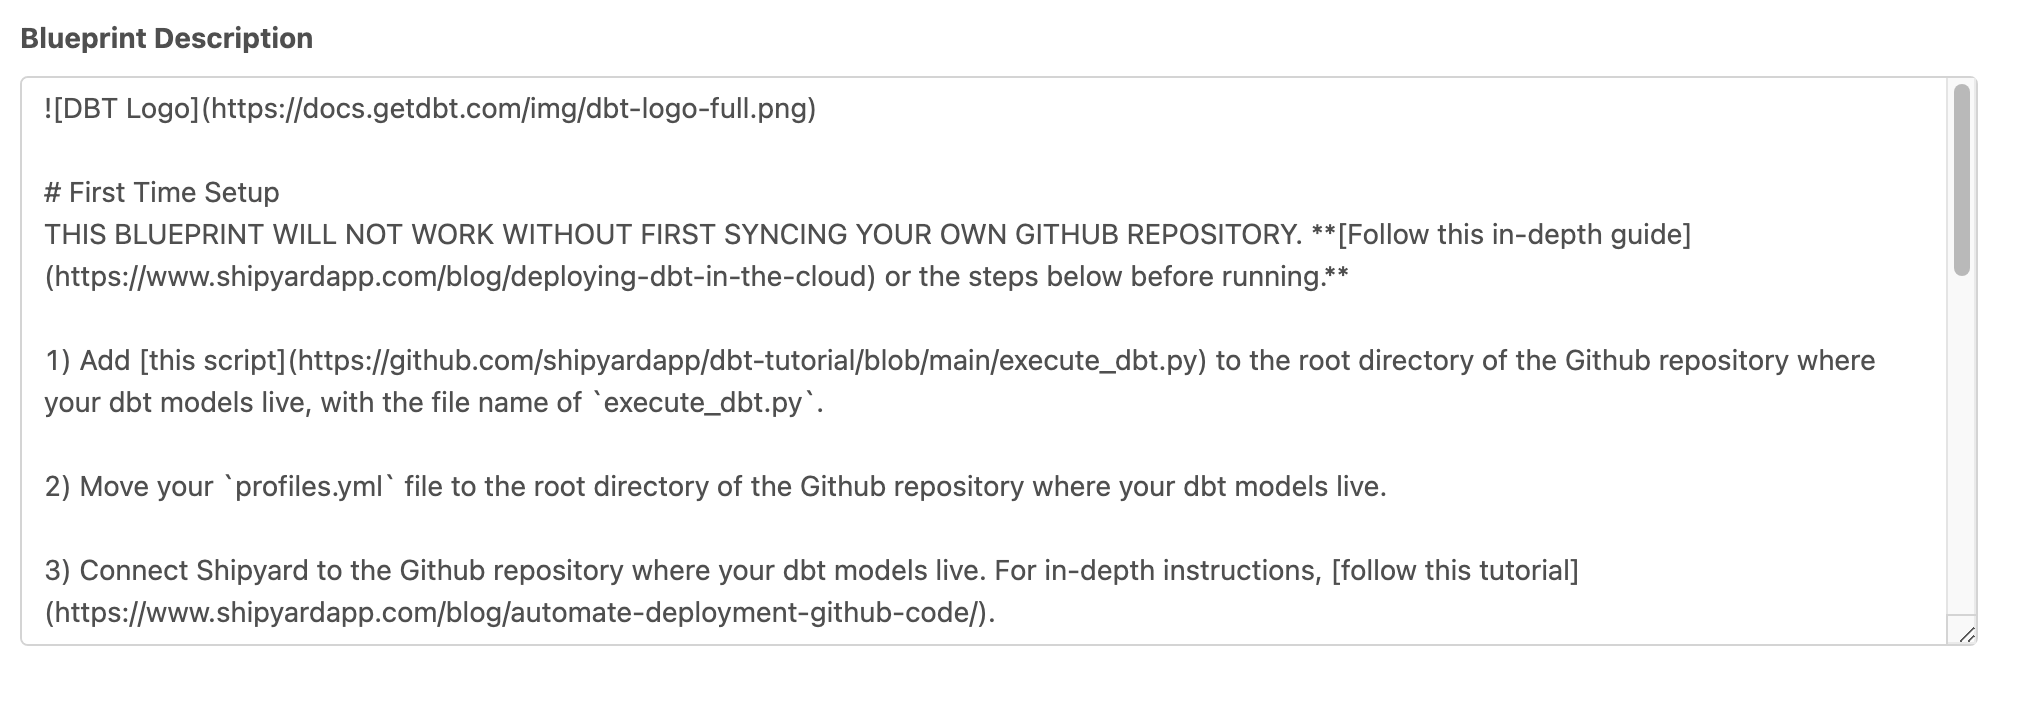 Blueprint Description
![DBT Logo](https://docs.getdbt.com/img/dbt-logo-full.png)
# First Time Setup
THIS BLUEPRINT WILL NOT WORK WITHOUT FIRST SYNCING YOUR OWN GITHUB REPOSITORY. **[Follow this in-depth guide]
(https://www.shipyardapp.com/blog/deploying-dbt-in-the-cloud) or the steps below before running.**
1) Add [this script](https://github.com/shipyardapp/dbt-tutorial/blob/main/execute_dbt.py) to the root directory of the Github repository where
your dbt models live, with the file name of `execute_dbt.py`.
2) Move your `profiles.yml` file to the root directory of the Github repository where your dbt models live.
3) Connect Shipyard to the Github repository where your dbt models live. For in-depth instructions, [follow this tutorial]
(https://www.shipyardapp.com/blog/automate-deployment-github-code/).